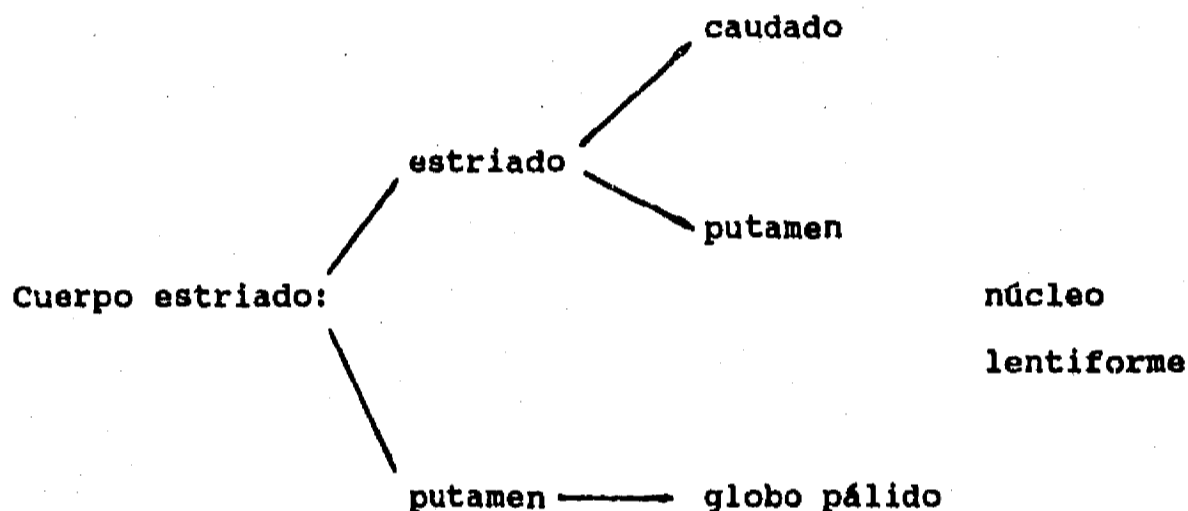 caudado
estriado
putamen
Cuerpo estriado:
núcleo
lentiforme
putamen
globo pálido